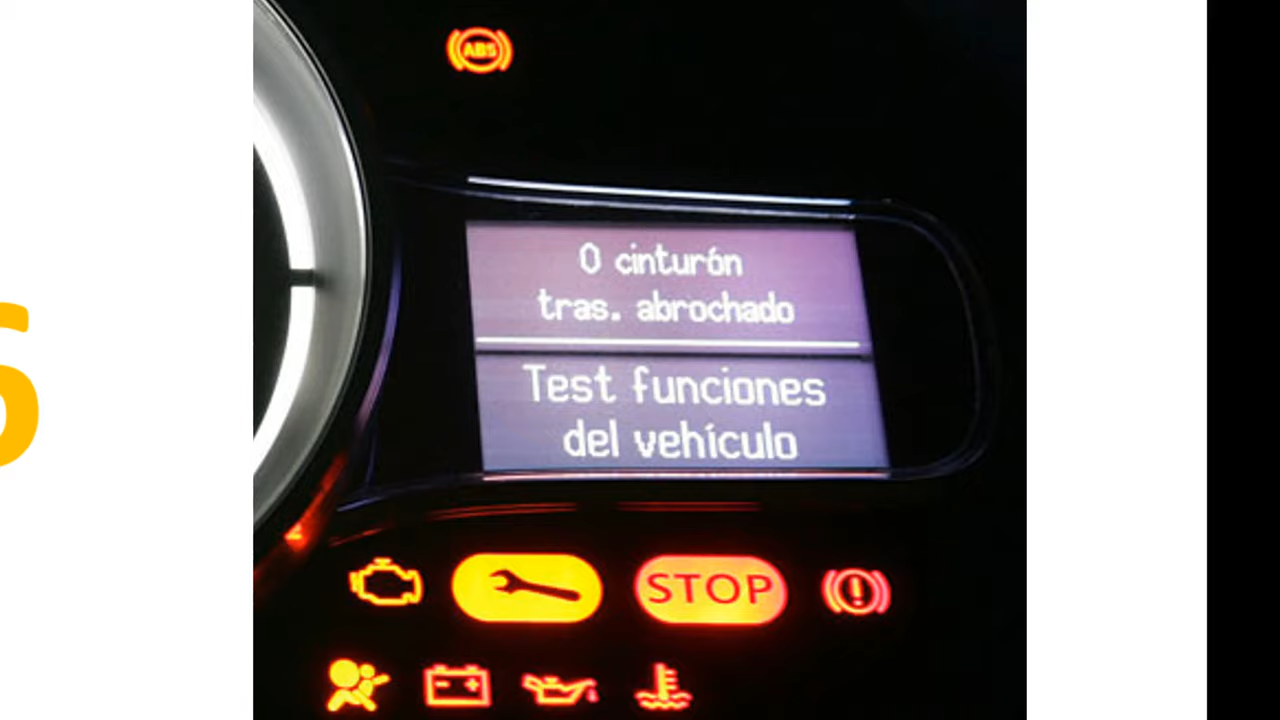 ABS
0 cinturón
tras. abrochado
Test funciones
del vehículo
STOP